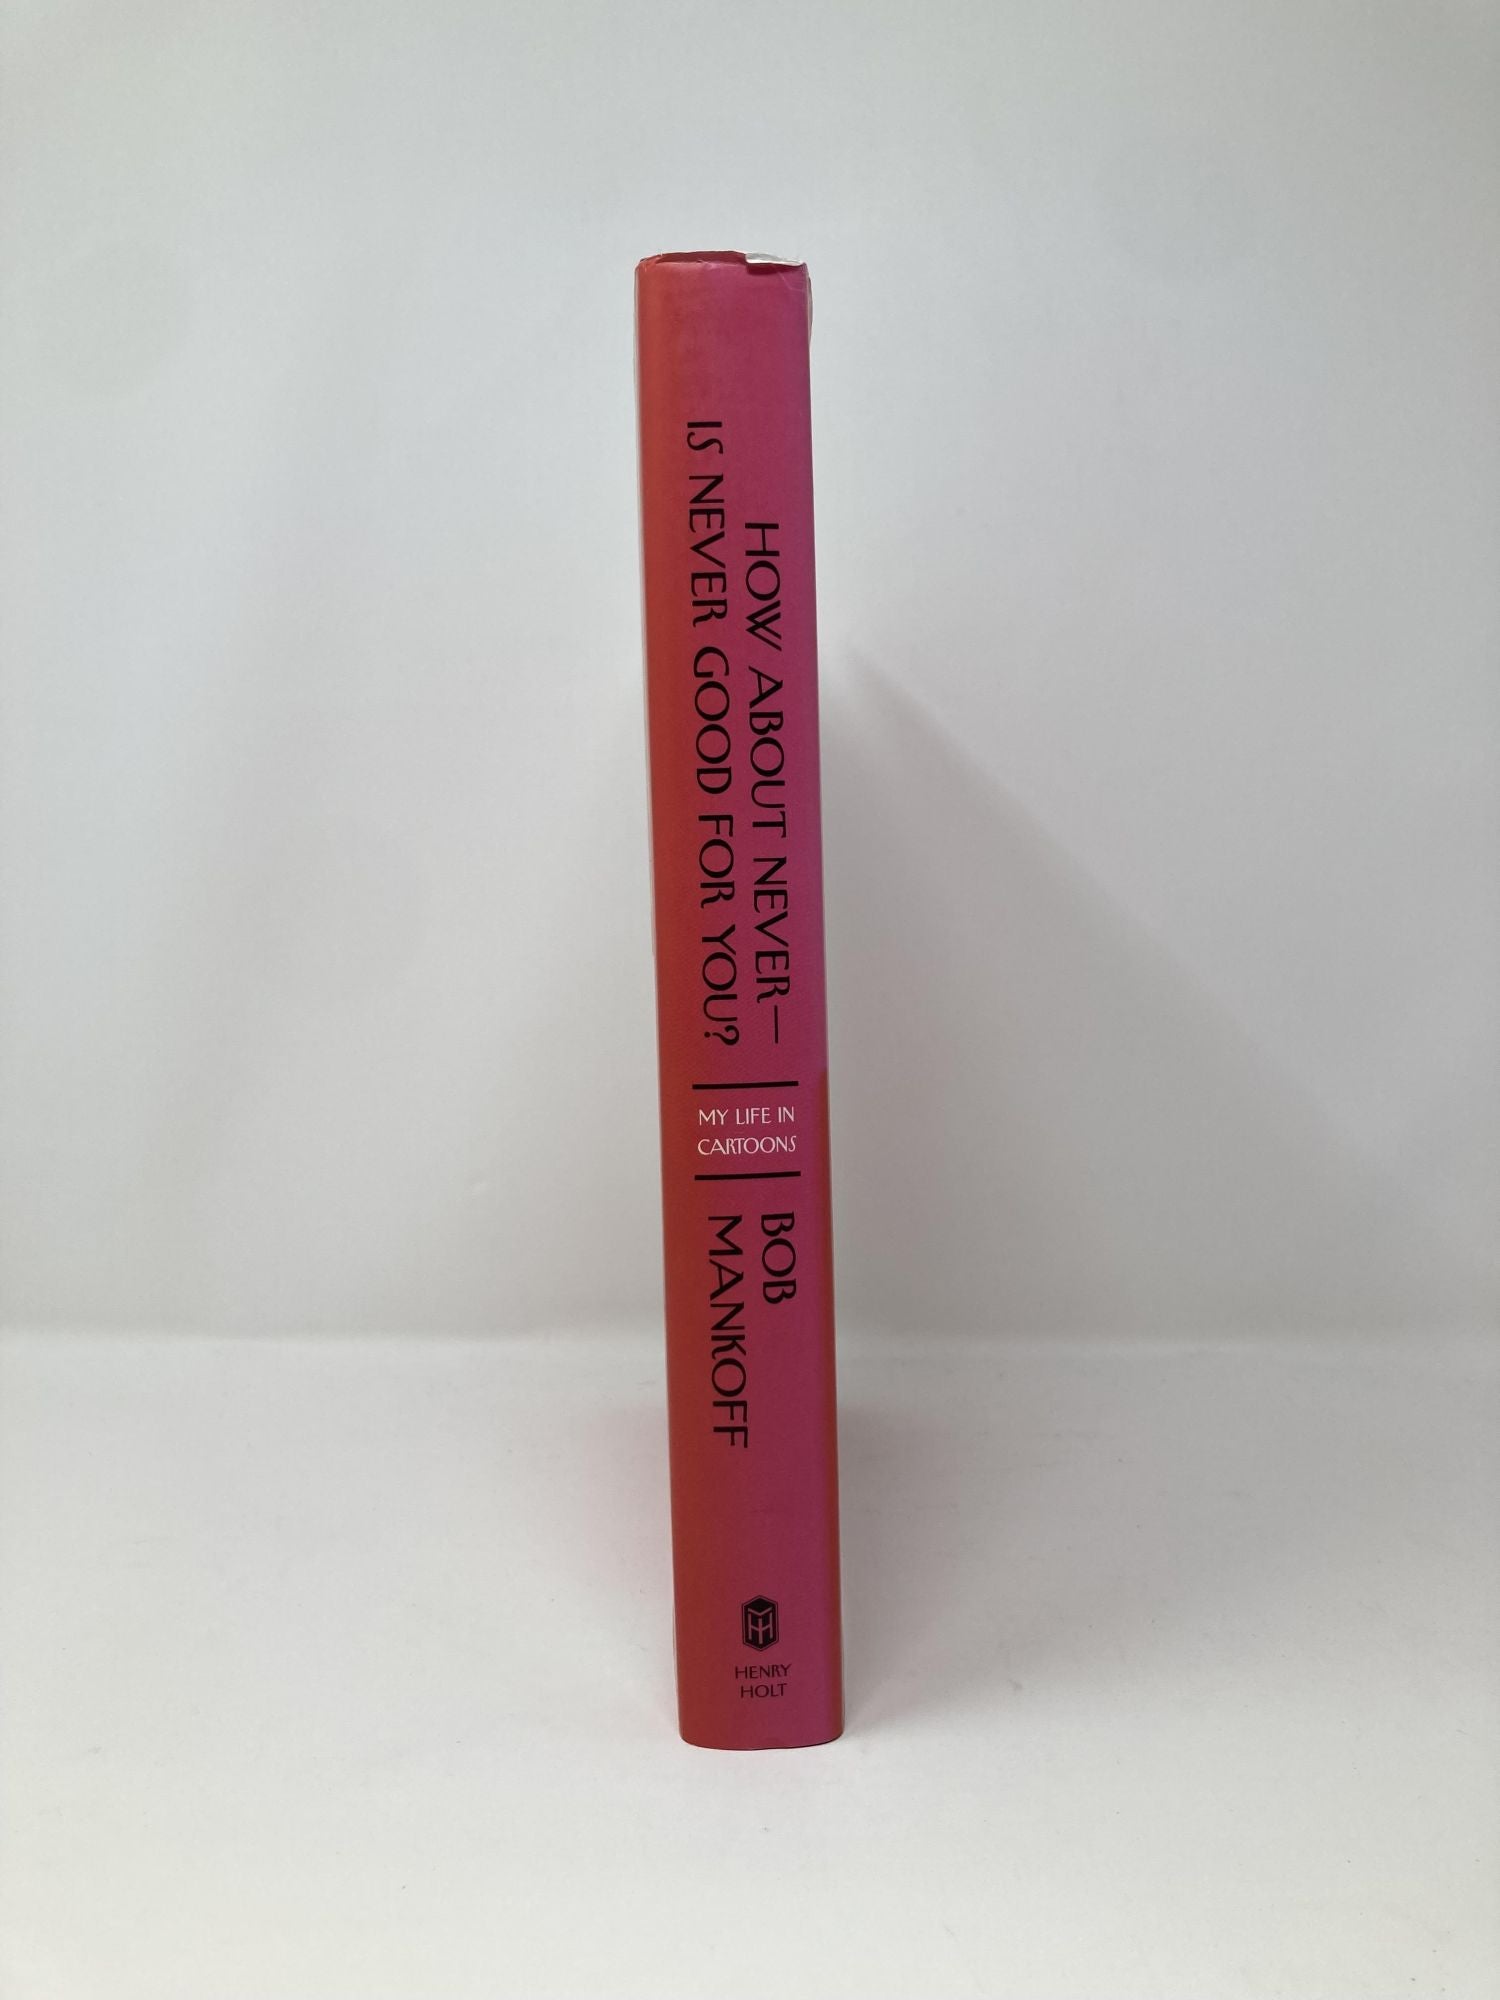 HOW ABOUT NEVER—
IS NEVER GOOD FOR YOU?
MY LIFE IN
CARTOONS
BOB
MANKOFF
HENRY
HOLT